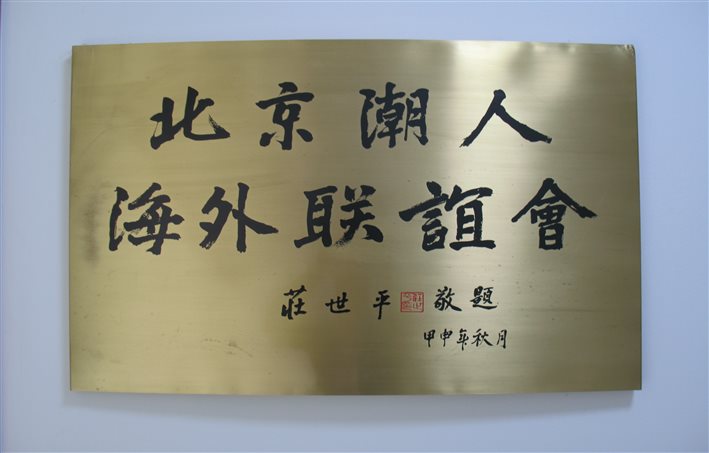 北京潮人
海外联誼會
莊世平敬題
甲申年秋月